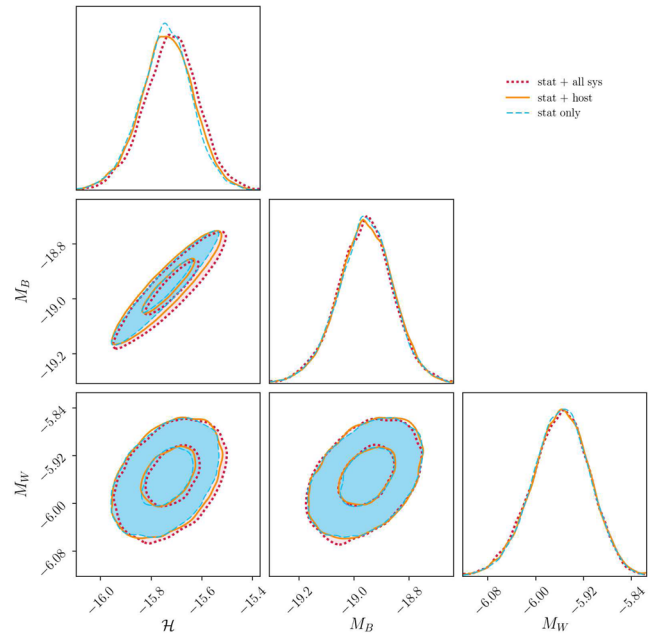 stat + all sys
stat + host
stat only
−18.8
−19.0
−19.2
M_B
−5.84
−5.92
−6.00
−6.08
M_W
−16.0
−15.8
−15.6
−15.4
ℋ
−19.2
−19.0
−18.8
M_B
−6.08
−6.00
−5.92
−5.84
M_W